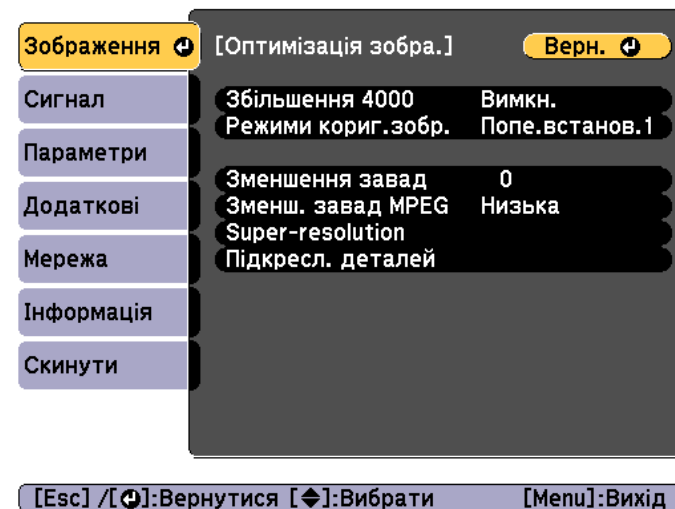 Зображення
[Оптимізація зобра.] Верн.
Сигнал
Збільшення 4000 Вимкн.
Режими кориг.зобр. Попе.встанов.1
Параметри
Зменшення завад 0
Додаткові
Зменш. завад MPEG Низька
Super-resolution
Мережа
Підкресл. деталей
Інформація
Скинути
[Esc] /[]:Вернутися []:Вибрати [Menu]:Вихід